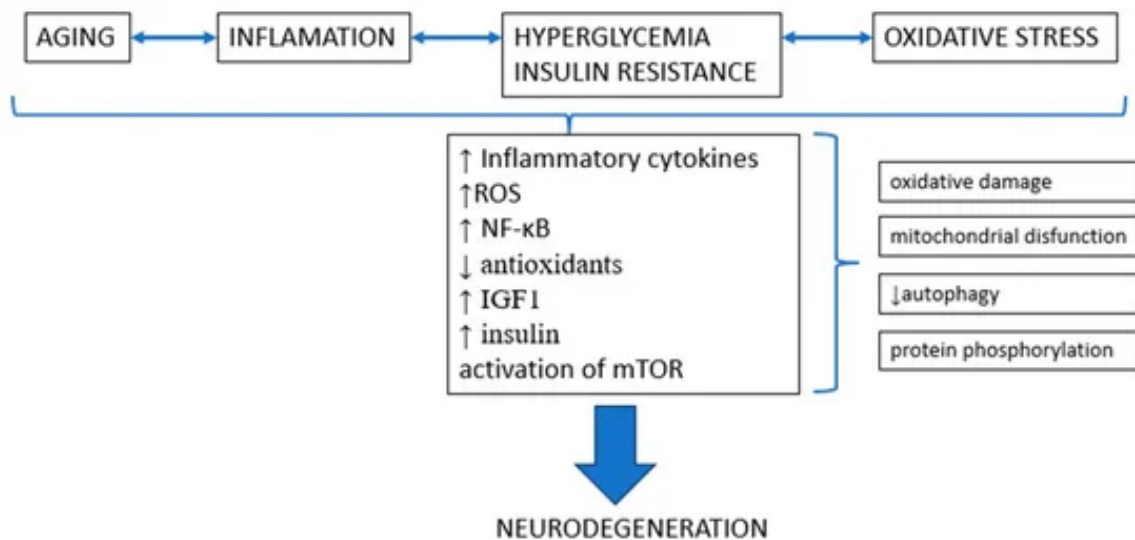 AGING
INFLAMATION
HYPERGLYCEMIA
INSULIN RESISTANCE
OXIDATIVE STRESS
↑ Inflammatory cytokines
↑ROS
↑ NF-κB
↓ antioxidants
↑ IGF1
↑ insulin
activation of mTOR
oxidative damage
mitochondrial disfunction
↓autophagy
protein phosphorylation
NEURODEGENERATION